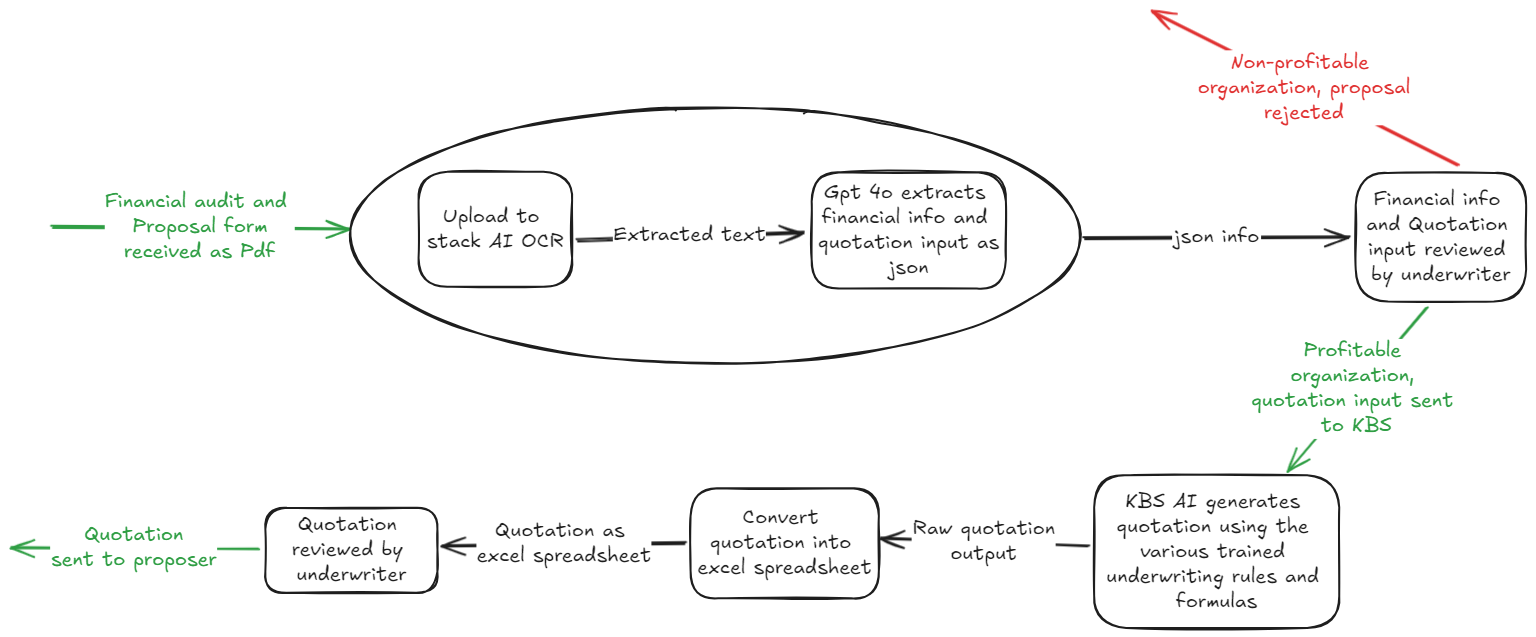 Non-profitable
organization, proposal
rejected
Financial audit and
Proposal form
received as Pdf
Upload to
stack AI OCR
Extracted text
Gpt 4o extracts
financial info and
quotation input as
json
json info
Financial info
and Quotation
input reviewed
by underwriter
Profitable
organization,
quotation input sent
to KBS
KBS AI generates
quotation using the
various trained
underwriting rules and
formulas
Raw quotation
output
Convert
quotation into
excel spreadsheet
Quotation as
excel spreadsheet
Quotation
reviewed by
underwriter
Quotation
sent to proposer